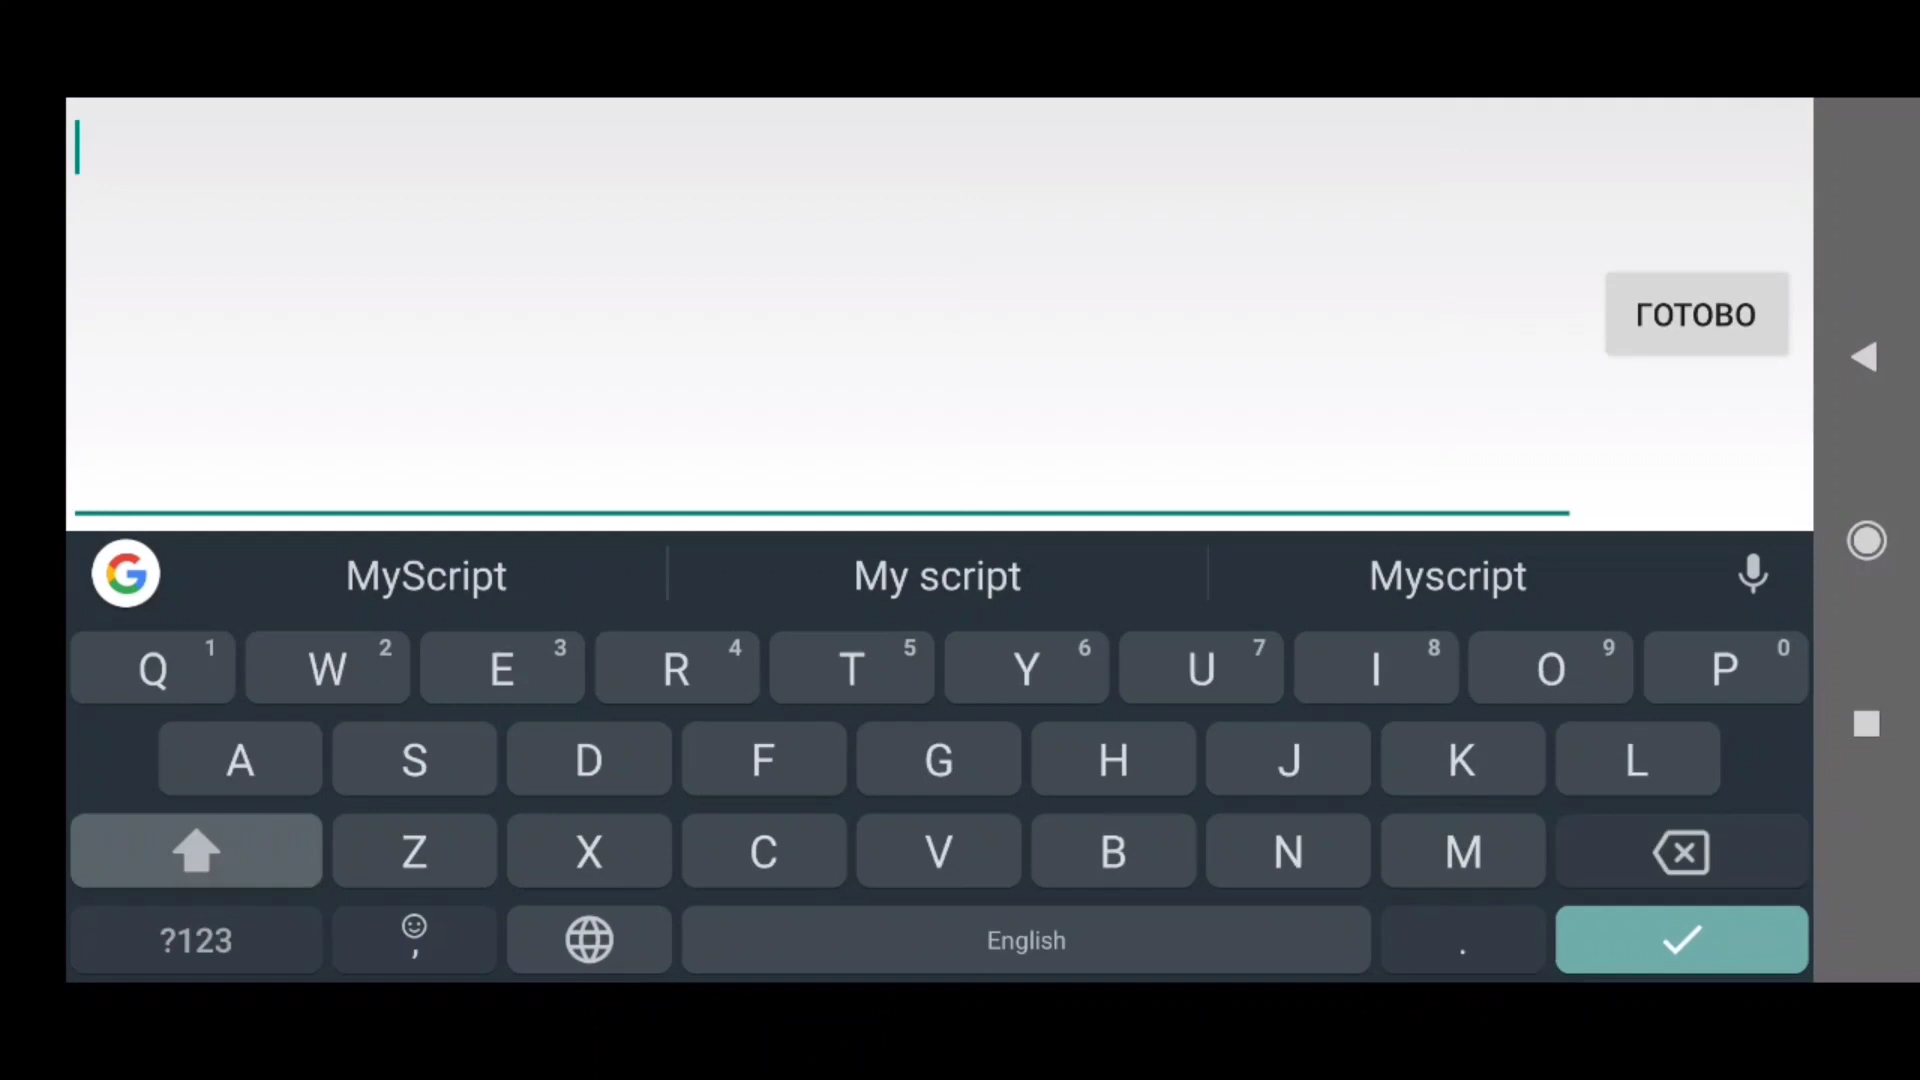 ГОТОВО
MyScript My script Myscript
Q 1 W 2 E 3 R 4 T 5 Y 6 U 7 I 8 O 9 P 0
A S D F G H J K L
Z X C V B N M
?123 , English .